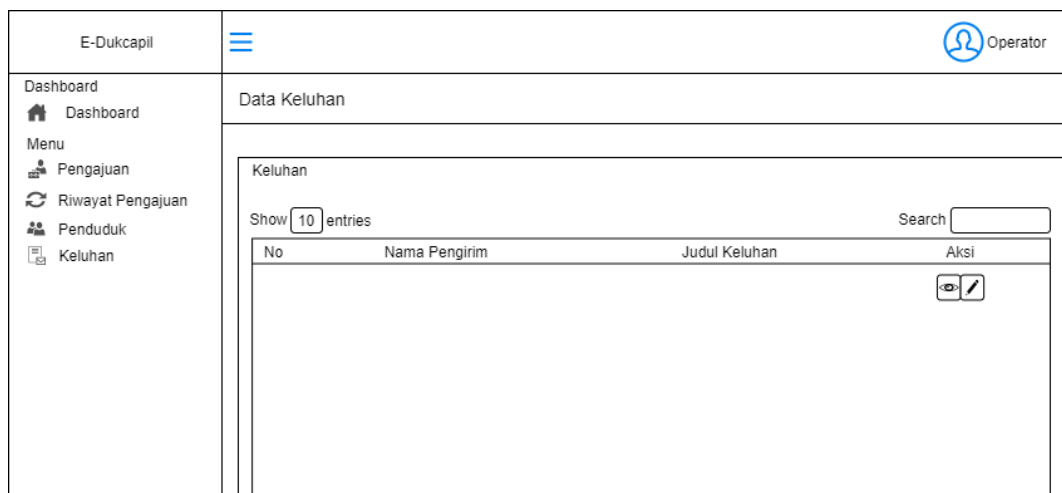 E-Dukcapil
Operator
Dashboard
Dashboard
Menu
Pengajuan
Riwayat Pengajuan
Penduduk
Keluhan
Data Keluhan
Keluhan
Show 10 entries
Search
No Nama Pengirim Judul Keluhan Aksi